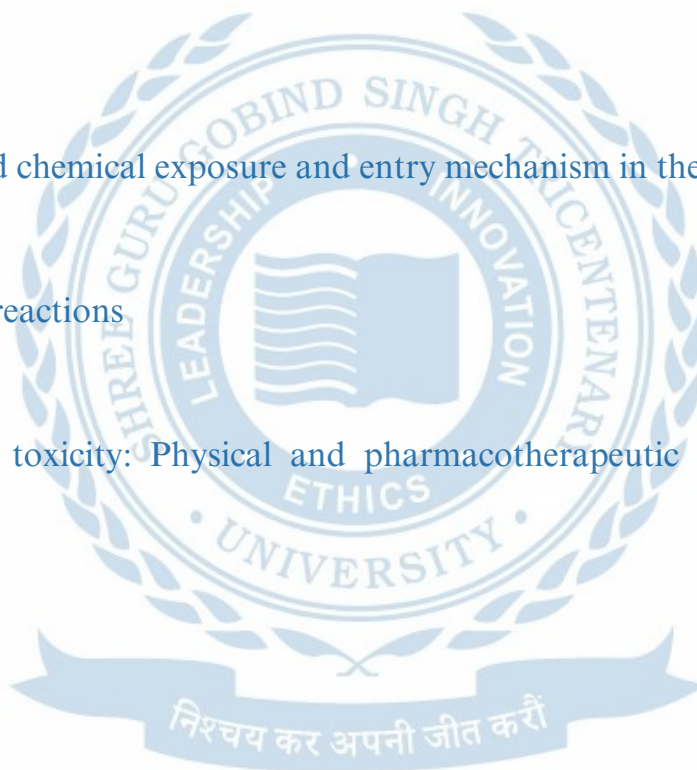 SHREE GURU GOBIND SINGH TRICENTENARY
d chemical exposure and entry mechanism in the
LEADERSHIP • INNOVATION
reactions
toxicity: Physical and pharmacotherapeutic
ETHICS
• UNIVERSITY •
निश्चय कर अपनी जीत करौं